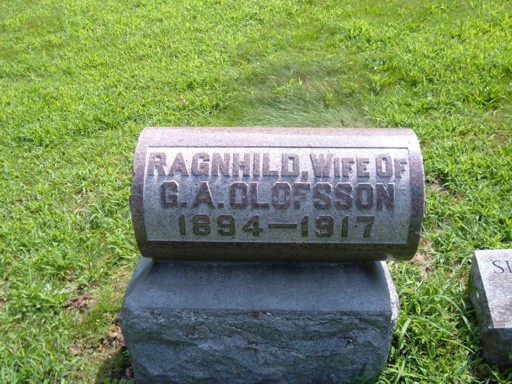 RAGNHILD, WIFE OF
G. A. OLOFSSON
1894—1917